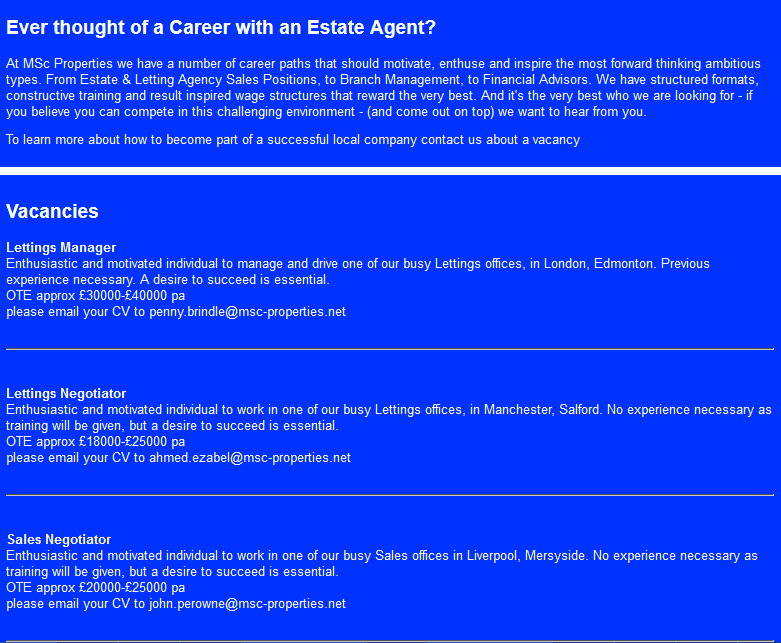 Ever thought of a Career with an Estate Agent?
At MSc Properties we have a number of career paths that should motivate, enthuse and inspire the most forward thinking ambitious
types. From Estate & Letting Agency Sales Positions, to Branch Management, to Financial Advisors. We have structured formats,
constructive training and result inspired wage structures that reward the very best. And it's the very best who we are looking for - if
you believe you can compete in this challenging environment - (and come out on top) we want to hear from you.
To learn more about how to become part of a successful local company contact us about a vacancy
Vacancies
Lettings Manager
Enthusiastic and motivated individual to manage and drive one of our busy Lettings offices, in London, Edmonton. Previous
experience necessary. A desire to succeed is essential.
OTE approx £30000-£40000 pa
please email your CV to penny.brindle@msc-properties.net
Lettings Negotiator
Enthusiastic and motivated individual to work in one of our busy Lettings offices, in Manchester, Salford. No experience necessary as
training will be given, but a desire to succeed is essential.
OTE approx £18000-£25000 pa
please email your CV to ahmed.ezabel@msc-properties.net
Sales Negotiator
Enthusiastic and motivated individual to work in one of our busy Sales offices in Liverpool, Mersyside. No experience necessary as
training will be given, but a desire to succeed is essential.
OTE approx £20000-£25000 pa
please email your CV to john.perowne@msc-properties.net